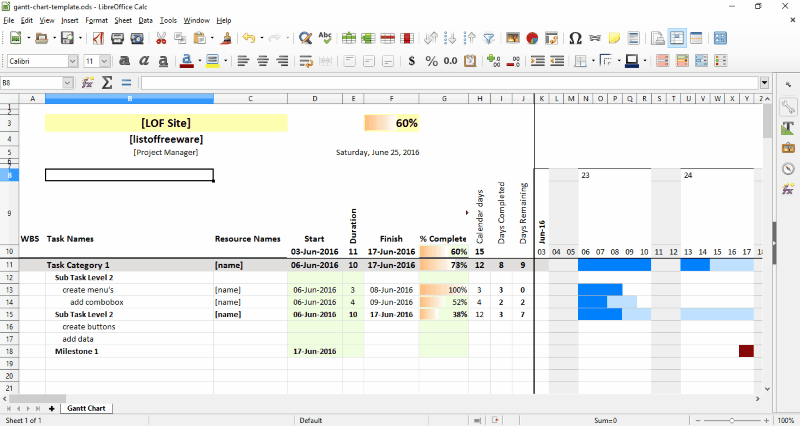 gantt-chart-template.ods - LibreOffice Calc
File Edit View Insert Format Sheet Data Tools Window Help
Calibri 11 a a a $ % 0.0
B8
A B C D E F G H I J K L M N O P Q R S T U V W X Y Z
1
2
3 [LOF Site] 60%
4 [listoffreeware]
5 [Project Manager] Saturday, June 25, 2016
6
7
8 23 24
9 WBS Task Names Resource Names Start Duration Finish % Complete Calendar days Days Completed Days Remaining Jun-16
10 03-Jun-2016 11 17-Jun-2016 60% 15 03 04 05 06 07 08 09 10 11 12 13 14 15 16 17 18
11 Task Category 1 [name] 06-Jun-2016 10 17-Jun-2016 73% 12 8 9
12 Sub Task Level 2
13 create menu's [name] 06-Jun-2016 3 08-Jun-2016 100% 3 3 0
14 add combobox [name] 06-Jun-2016 4 09-Jun-2016 52% 4 2 2
15 Sub Task Level 2 [name] 06-Jun-2016 10 17-Jun-2016 38% 12 3 7
16 create buttons
17 add data
18 Milestone 1 17-Jun-2016
19
20
21
Gantt Chart
Sheet 1 of 1 Default Sum=0 100%